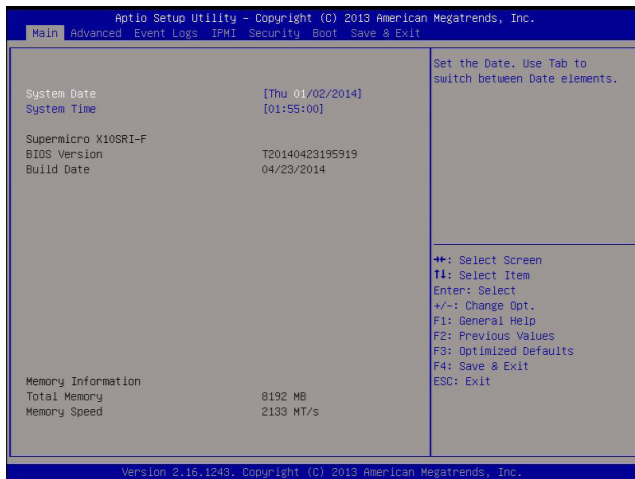 Aptio Setup Utility – Copyright (C) 2013 American Megatrends, Inc.
Main Advanced Event Logs IPMI Security Boot Save & Exit
System Date [Thu 01/02/2014]
System Time [01:55:00]
Supermicro X10SRI-F
BIOS Version T20140423195919
Build Date 04/23/2014
Memory Information
Total Memory 8192 MB
Memory Speed 2133 MT/s
Set the Date. Use Tab to
switch between Date elements.
→←: Select Screen
↑↓: Select Item
Enter: Select
+/-: Change Opt.
F1: General Help
F2: Previous Values
F3: Optimized Defaults
F4: Save & Exit
ESC: Exit
Version 2.16.1243. Copyright (C) 2013 American Megatrends, Inc.